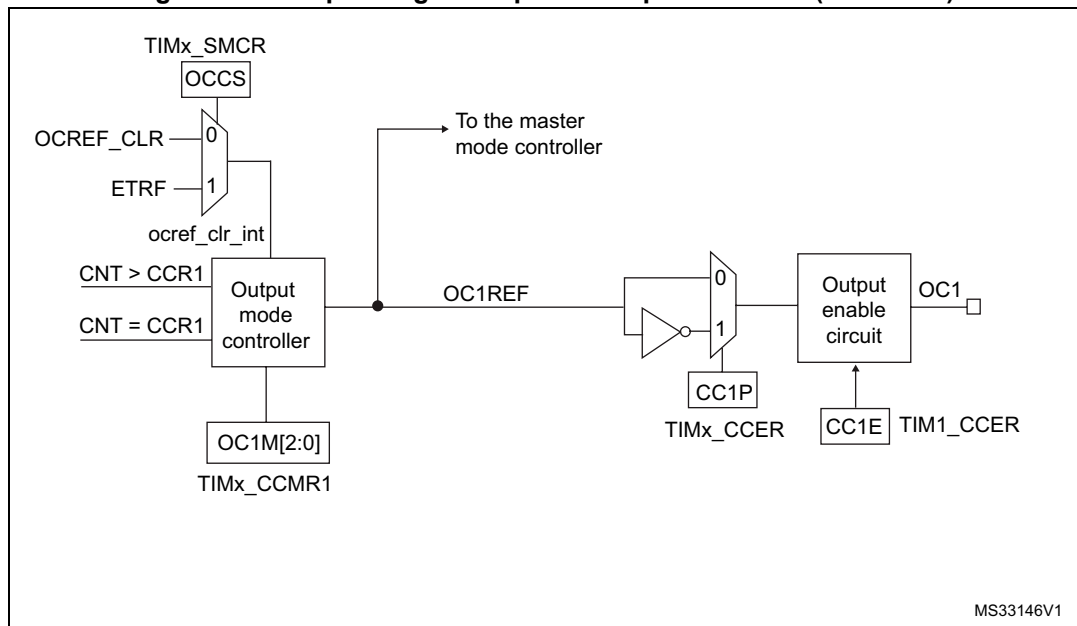 TIMx_SMCR
OCCS
OCREF_CLR
0
ETRF
1
ocref_clr_int
To the master
mode controller
CNT > CCR1
CNT = CCR1
Output
mode
controller
OC1REF
0
1
Output
enable
circuit
OC1
CC1P
TIMx_CCER
CC1E
TIM1_CCER
OC1M[2:0]
TIMx_CCMR1
MS33146V1